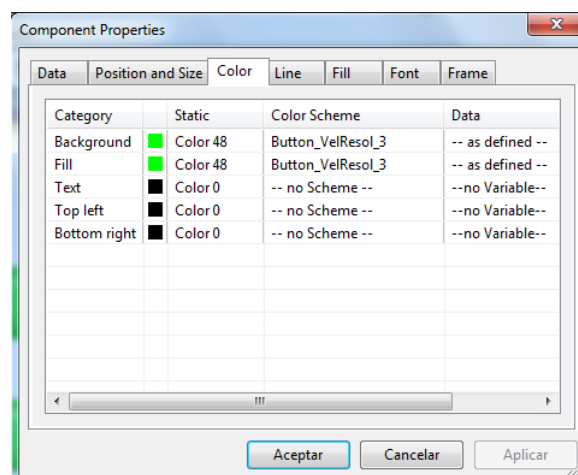 Component Properties
Data Position and Size Color Line Fill Font Frame
Category Static Color Scheme Data
Background Color 48 Button_VelResol_3 -- as defined --
Fill Color 48 Button_VelResol_3 -- as defined --
Text Color 0 -- no Scheme -- --no Variable--
Top left Color 0 -- no Scheme -- --no Variable--
Bottom right Color 0 -- no Scheme -- --no Variable--
Aceptar Cancelar Aplicar